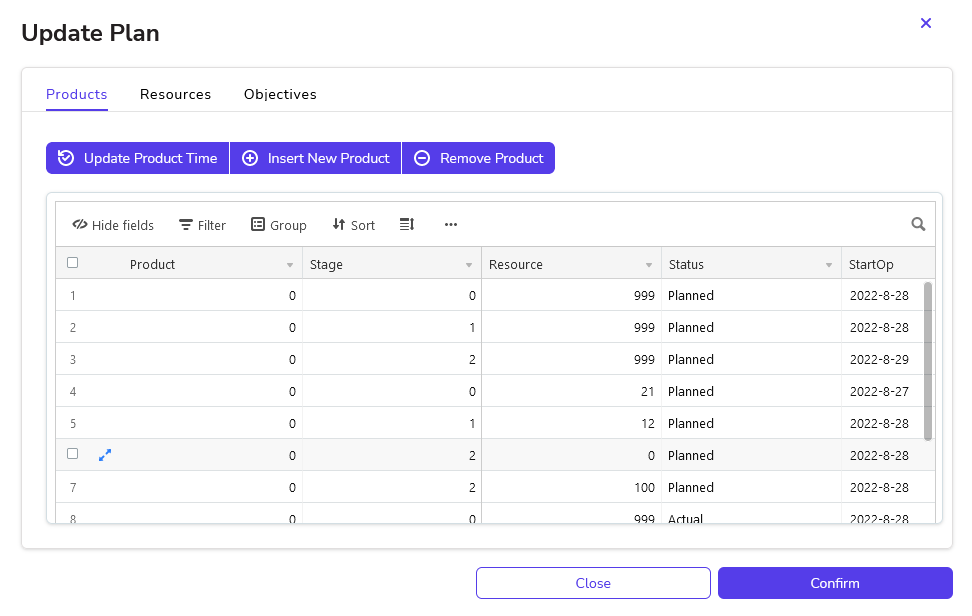 Update Plan
Products Resources Objectives
Update Product Time Insert New Product Remove Product
Hide fields Filter Group Sort
Product Stage Resource Status StartOp
1 0 0 999 Planned 2022-8-28
2 0 1 999 Planned 2022-8-28
3 0 2 999 Planned 2022-8-29
4 0 0 21 Planned 2022-8-27
5 0 1 12 Planned 2022-8-28
0 2 0 Planned 2022-8-28
7 0 2 100 Planned 2022-8-28
8 0 0 999 Actual 2022-8-28
Close Confirm